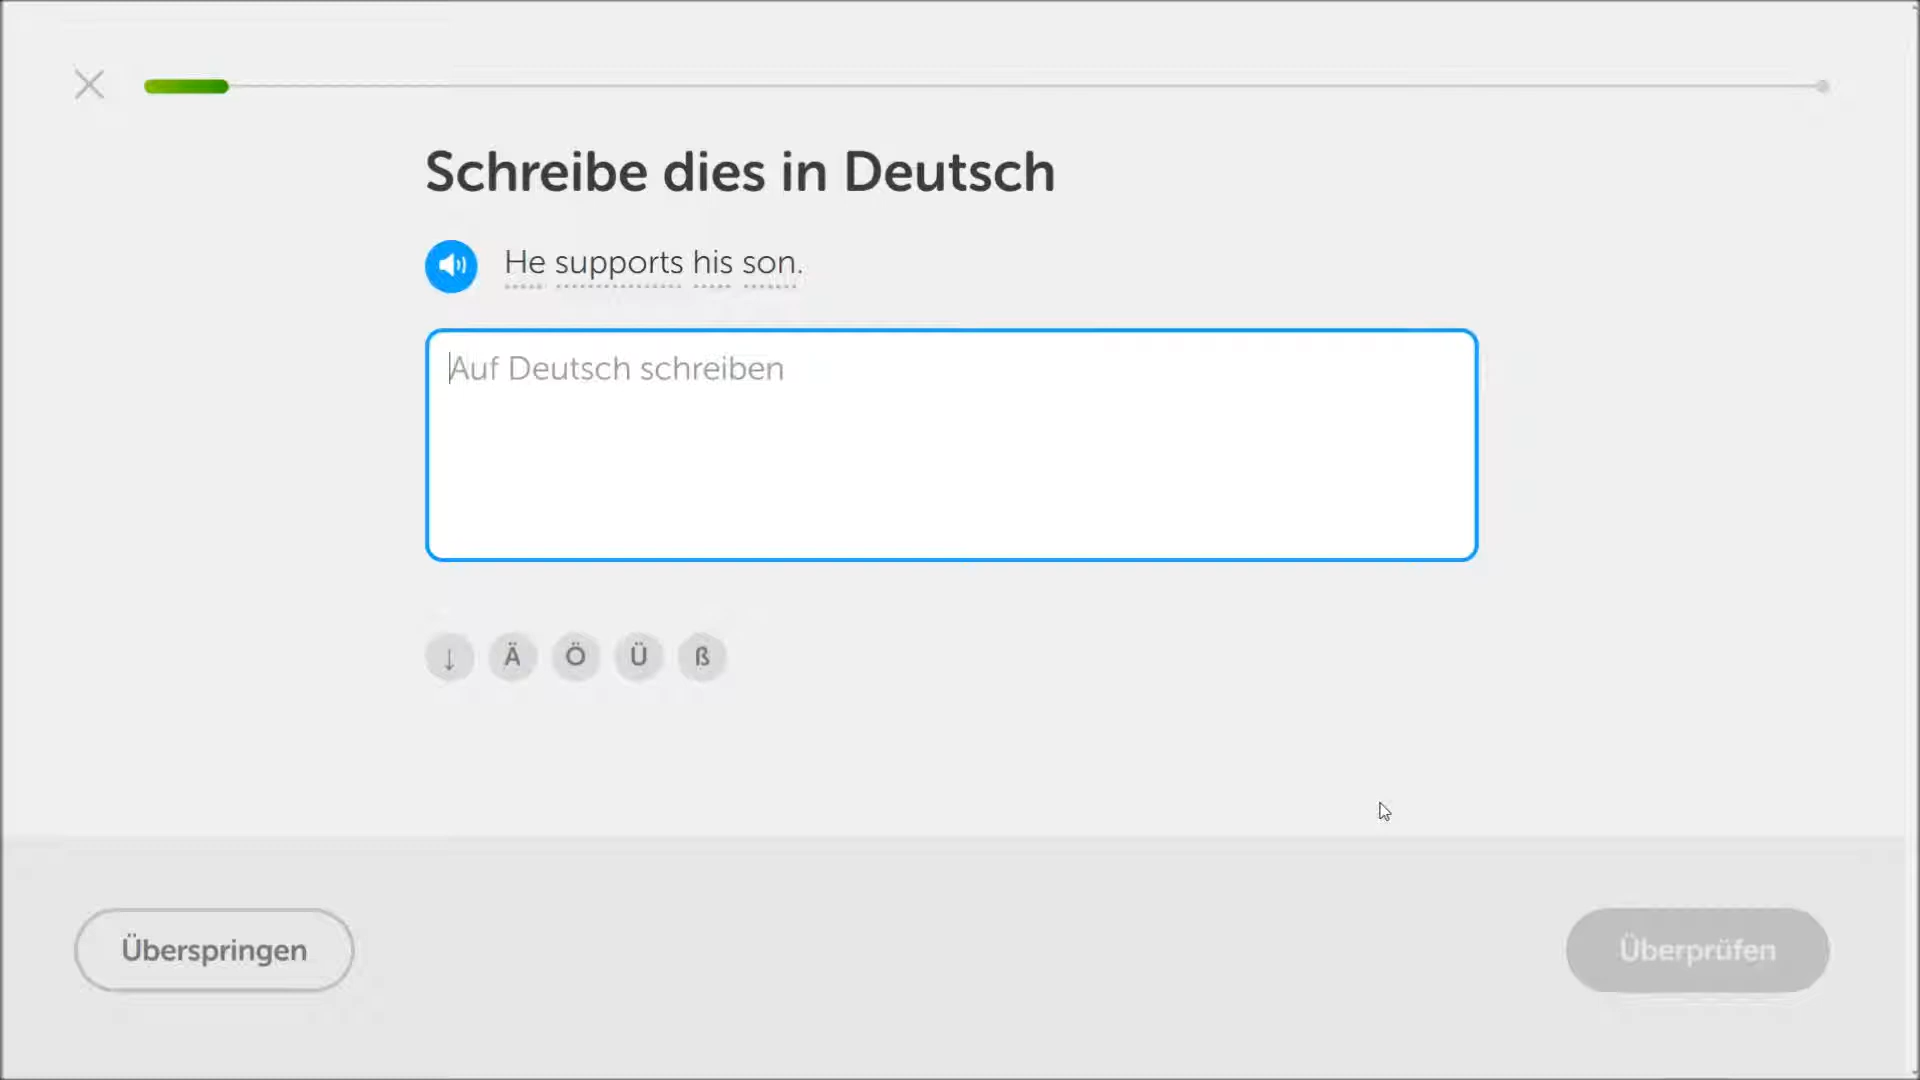 Schreibe dies in Deutsch
He supports his son.
Auf Deutsch schreiben
↓ Ä Ö Ü ß
Überspringen
Überprüfen